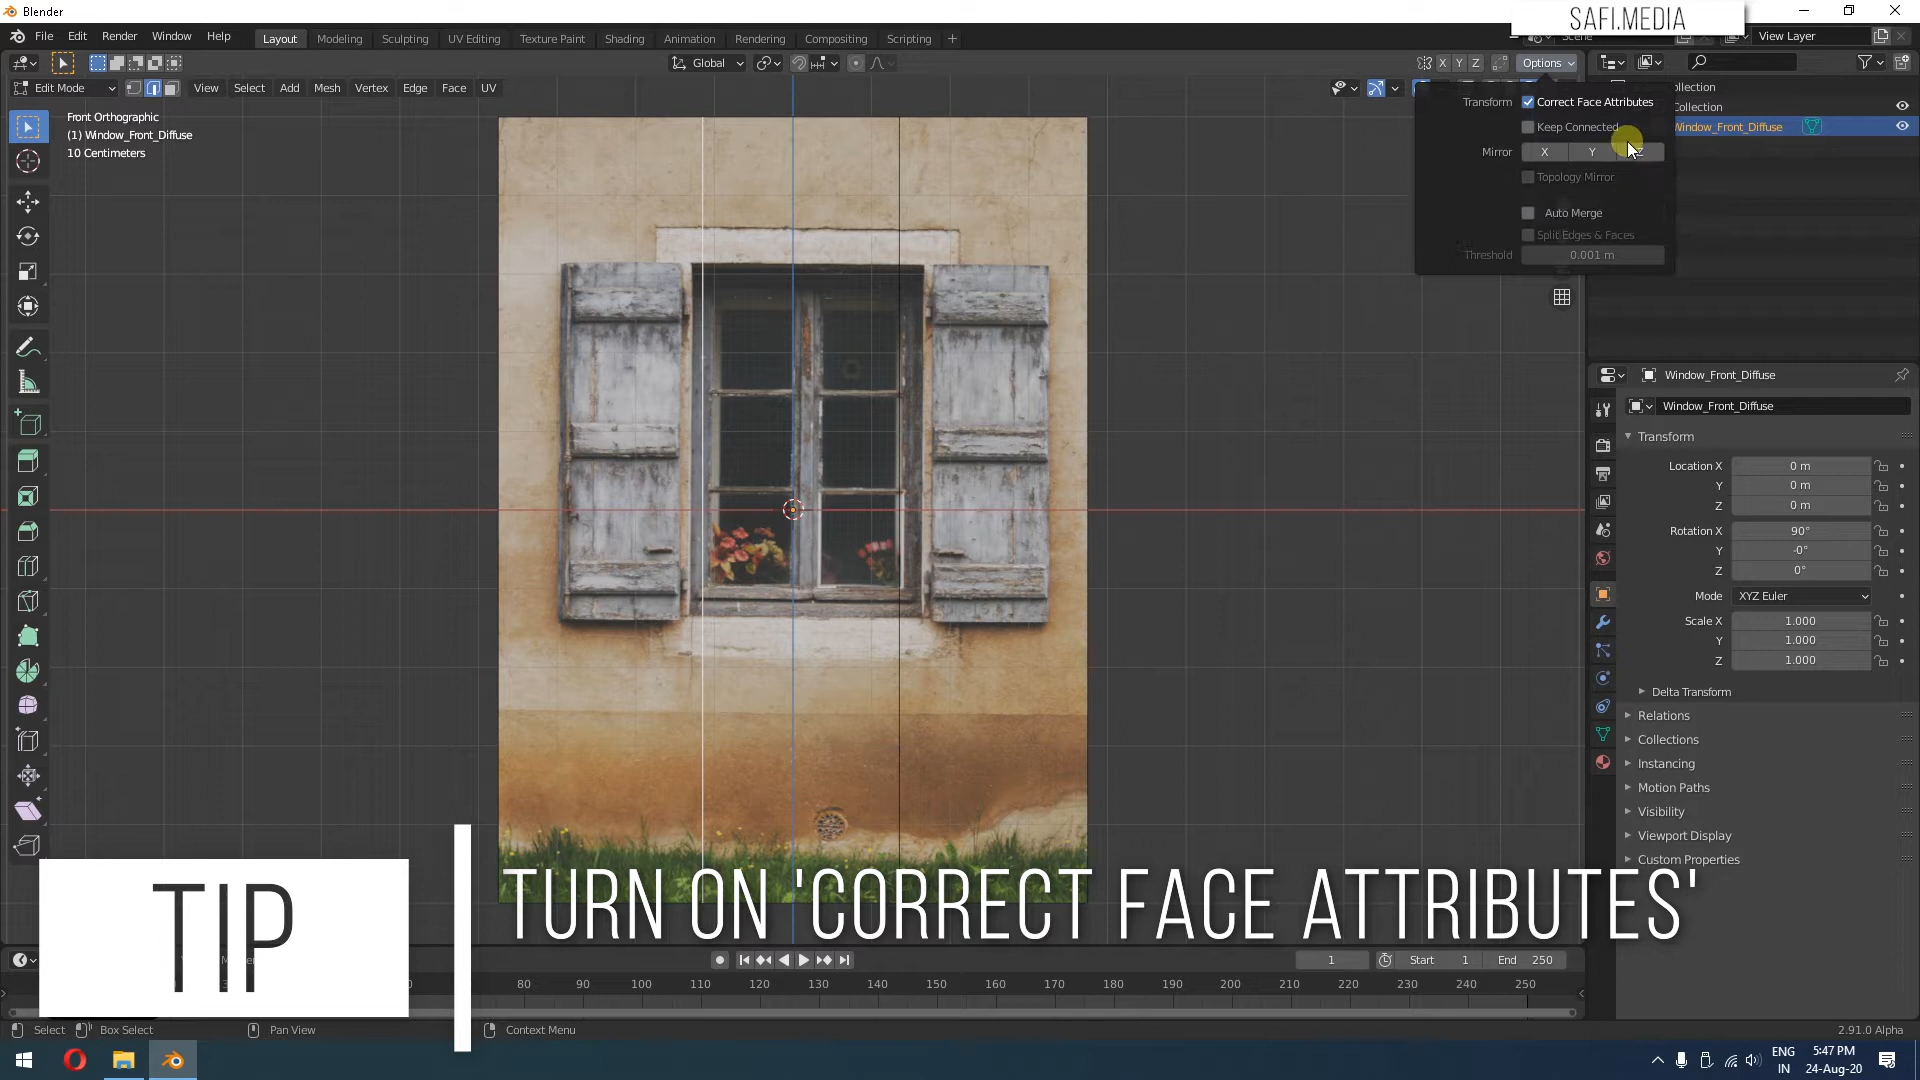 Blender
SAFI.MEDIA
File Edit Render Window Help
Layout Modeling Sculpting UV Editing Texture Paint Shading Animation Rendering Compositing Scripting
Scene
View Layer
Global
X Y Z
Options
Edit Mode
View Select Add Mesh Vertex Edge Face UV
Front Orthographic
(1) Window_Front_Diffuse
10 Centimeters
Transform Correct Face Attributes
Keep Connected
Mirror X Y Z
Topology Mirror
Auto Merge
Split Edges & Faces
Threshold 0.001 m
ollection
Collection
Window_Front_Diffuse
Window_Front_Diffuse
Window_Front_Diffuse
Transform
Location X 0 m
Y 0 m
Z 0 m
Rotation X 90°
Y -0°
Z 0°
Mode XYZ Euler
Scale X 1.000
Y 1.000
Z 1.000
Delta Transform
Relations
Collections
Instancing
Motion Paths
Visibility
Viewport Display
Custom Properties
TIP
TURN ON 'CORRECT FACE ATTRIBUTES'
1 Start 1 End 250
80 90 100 110 120 130 140 150 160 170 180 190 200 210 220 230 240 250
Select Box Select Pan View Context Menu
2.91.0 Alpha
ENG
IN
5:47 PM
24-Aug-20